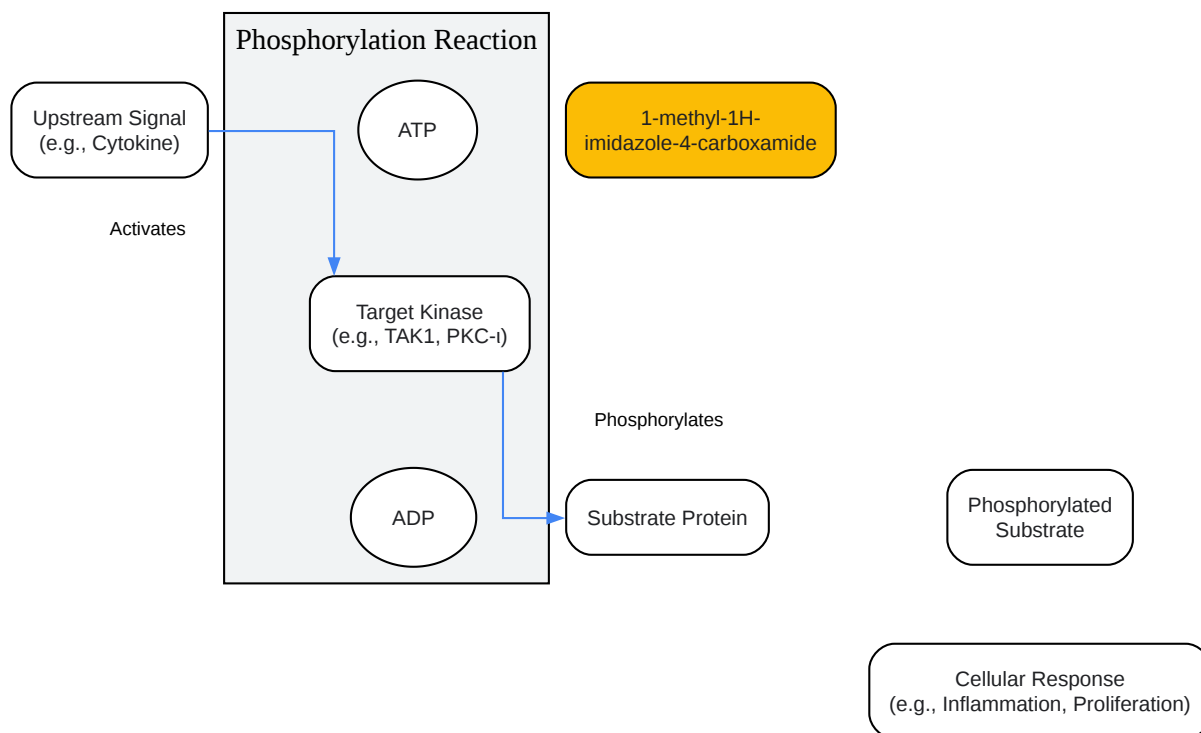 Phosphorylation Reaction
Upstream Signal
(e.g., Cytokine)
ATP
1-methyl-1H-
imidazole-4-carboxamide
Activates
Target Kinase
(e.g., TAK1, PKC-ι)
Phosphorylates
ADP
Substrate Protein
Phosphorylated
Substrate
Cellular Response
(e.g., Inflammation, Proliferation)